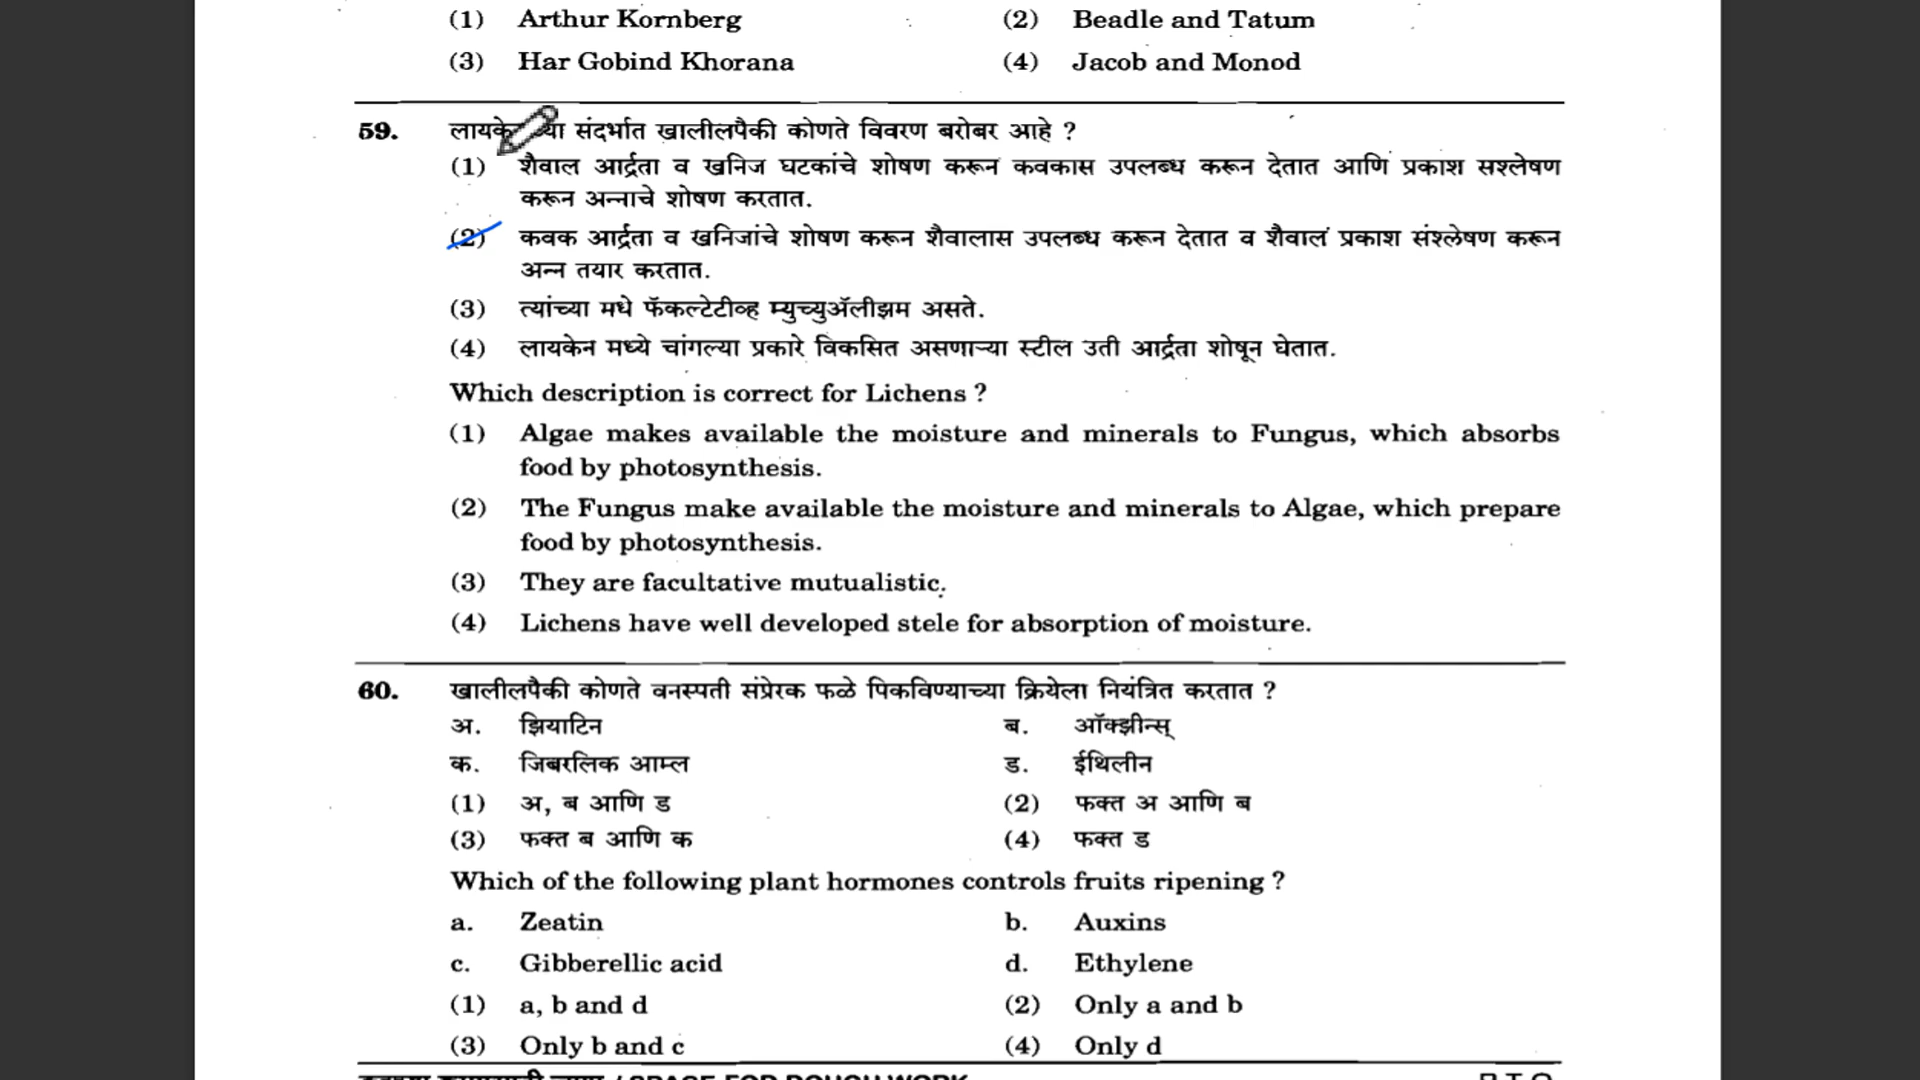 (1) Arthur Kornberg (2) Beadle and Tatum
(3) Har Gobind Khorana (4) Jacob and Monod
59. संदर्भात खालीलपैकी कोणते विवरण बरोबर आहे ?
(1) शैवाल आर्द्रता व खनिज घटकांचे शोषण करून कवकास उपलब्ध करून देतात आणि प्रकाश सश्लेषण
करून अन्नाचे शोषण करतात.
(2) कवक आर्द्रता व खनिजांचे शोषण करून शैवालास उपलब्ध करून देतात व शैवाल प्रकाश संश्लेषण करून
अन्न तयार करतात.
(3) त्यांच्या मधे फॅकल्टेटीव्ह म्युच्युॲलीझम असते.
(4) लायकेन मध्ये चांगल्या प्रकारे विकसित असणाऱ्या स्टील उती आर्द्रता शोषून घेतात.
Which description is correct for Lichens ?
(1) Algae makes available the moisture and minerals to Fungus, which absorbs
food by photosynthesis.
(2) The Fungus make available the moisture and minerals to Algae, which prepare
food by photosynthesis.
(3) They are facultative mutualistic.
(4) Lichens have well developed stele for absorption of moisture.
60. खालीलपैकी कोणते वनस्पती संप्रेरक फळे पिकविण्याच्या क्रियेला नियंत्रित करतात ?
अ. झियाटिन ब. ऑक्झीन्स्
क. जिबरलिक आम्ल ड. ईथिलीन
(1) अ, ब आणि ड (2) फक्त अ आणि ब
(3) फक्त ब आणि क (4) फक्त ड
Which of the following plant hormones controls fruits ripening ?
a. Zeatin b. Auxins
c. Gibberellic acid d. Ethylene
(1) a, b and d (2) Only a and b
(3) Only b and c (4) Only d
/ SPACE FOR ROUGH WORK P.T.O.